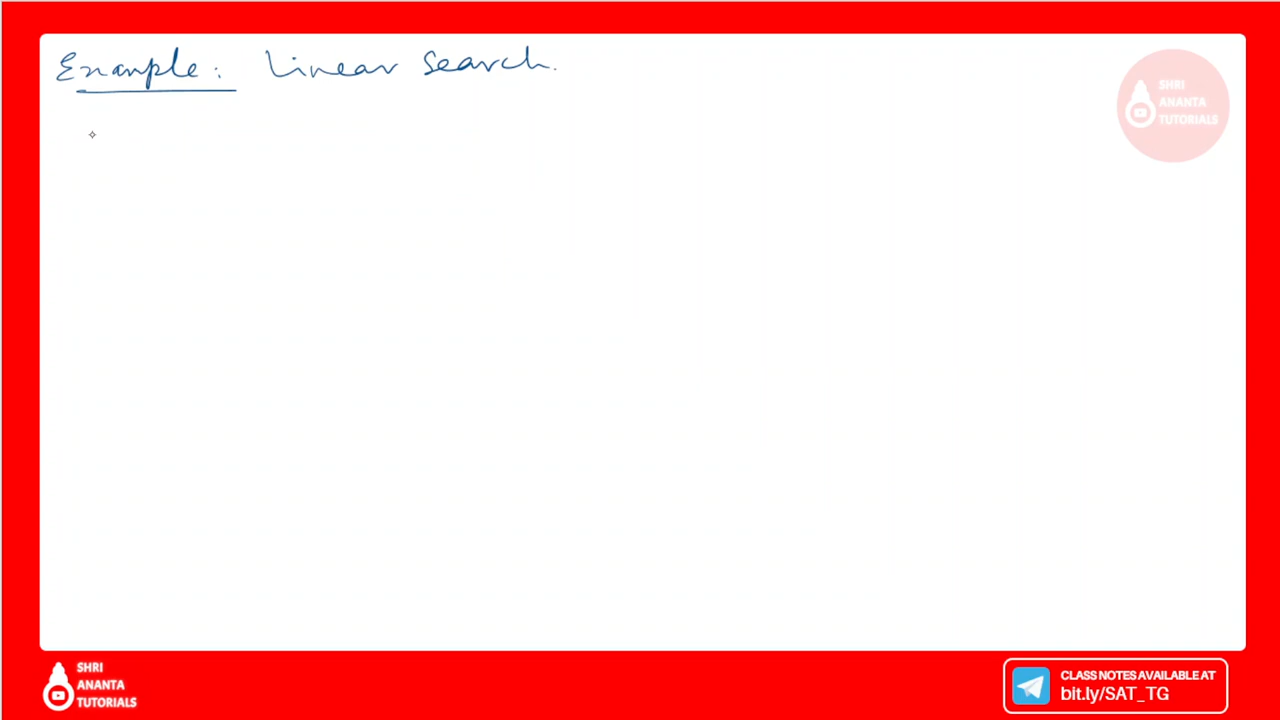 Example: Linear Search.
SHRI
ANANTA
TUTORIALS
SHRI
ANANTA
TUTORIALS
CLASS NOTES AVAILABLE AT
bit.ly/SAT_TG